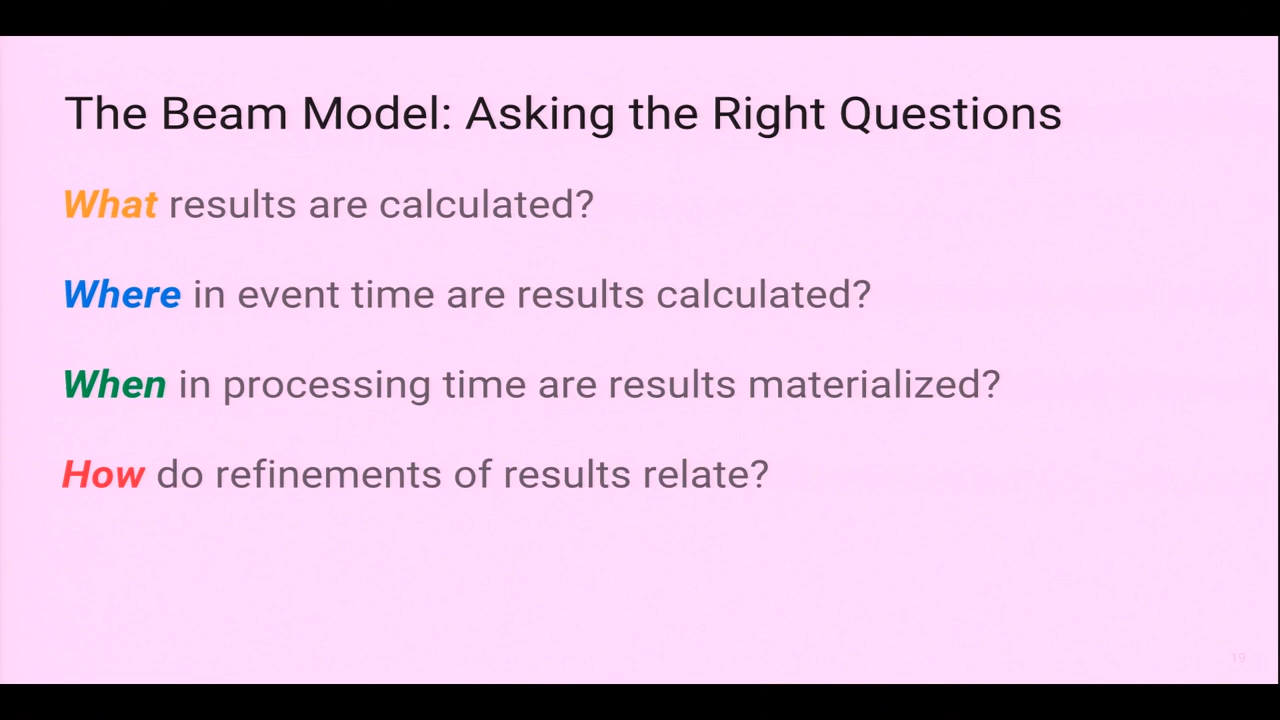 The Beam Model: Asking the Right Questions
What results are calculated?
Where in event time are results calculated?
When in processing time are results materialized?
How do refinements of results relate?
19